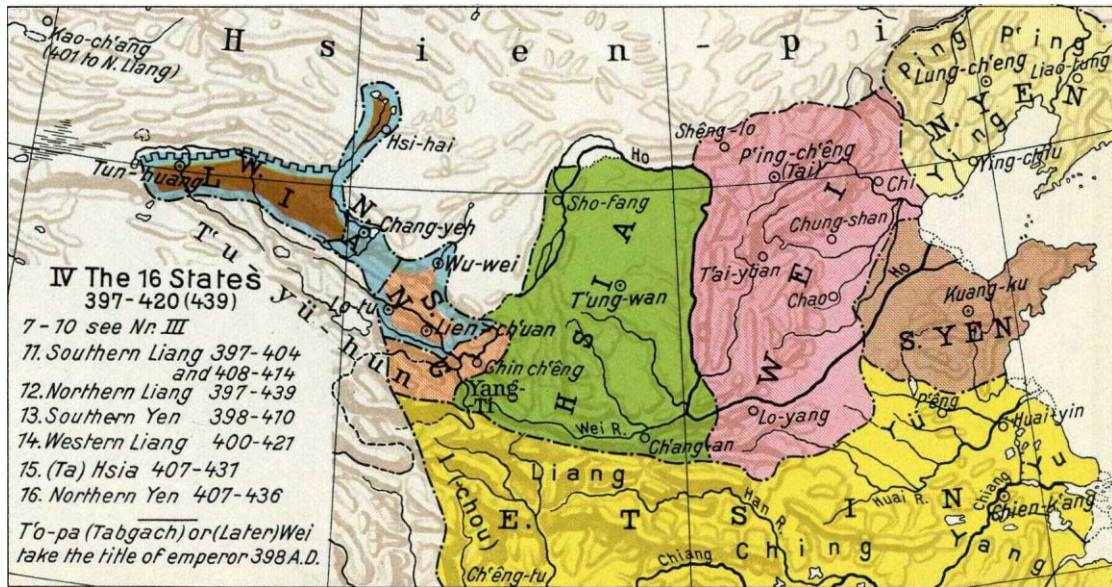 Hsien-pi
Kao-ch'ang
(401 to N. Liang)
Ping
P'ing
Lung-ch'eng
Liao-tung
N. YEN
Ying
Ying-chiu
Hsi-hai
Tun-huang
W.
LIANG
N.
S.
Chang-yeh
Wu-wei
Lo-tu
Lien-ch'uan
Chin ch'êng
Yang-
Ti
T'u-yü-hun
Ho
Sho-Fang
T'ung-wan
HSIA
Wei R.
Ch'ang-an
Shêng-lo
P'ing-ch'êng
(Tai)
Chi
Chung-shan
T'ai-yüan
Chao
WEI
Ho
Lo-yang
Kuang-ku
S. YEN
P'êng
Yü
Huai-yin
Yu
Liang
I-chou)
E. TSIN
Han R.
Huai R.
Chiang
Chien-k'ang
Chiang
Ching
Yang
Ch'êng-tu
IV The 16 States
397-420 (439)
7-10 see Nr. III
11. Southern Liang 397-404
and 408-414
12. Northern Liang 397-439
13. Southern Yen 398-410
14. Western Liang 400-421
15. (Ta) Hsia 407-431
16. Northern Yen 407-436
T'o-pa (Tabgach) or (Later) Wei
take the title of emperor 398 A.D.